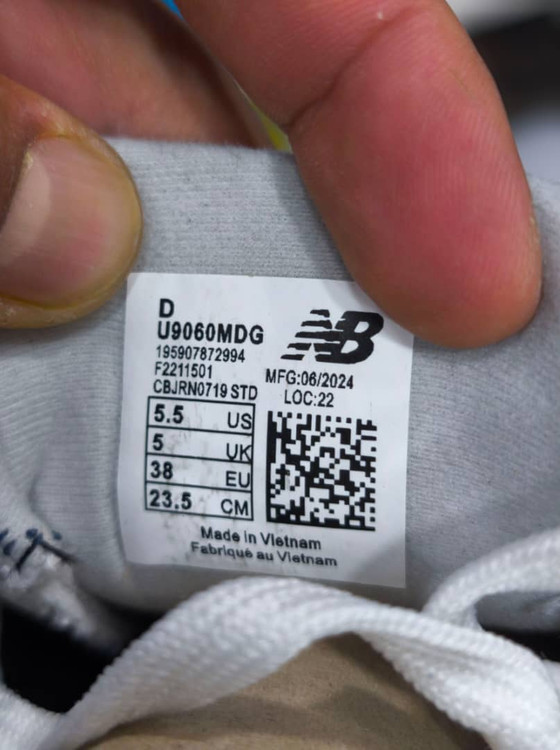 D
U9060MDG
NB
195907872994
F2211501
CBJRN0719 STD
MFG:06/2024
LOC:22
5.5 US
5 UK
38 EU
23.5 CM
Made in Vietnam
Fabriqué au Vietnam